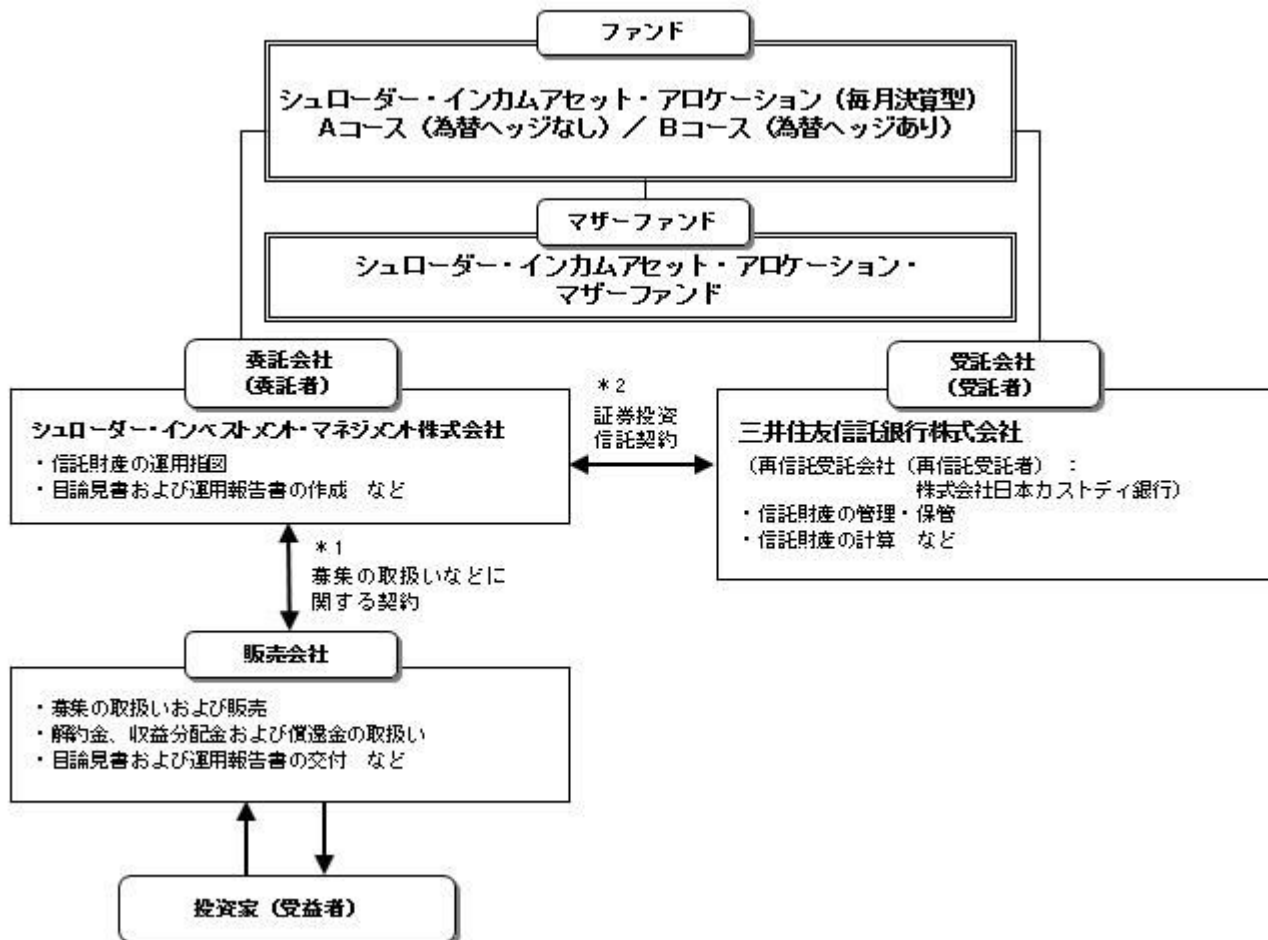 ファンド
シュローダー・インカムアセット・アロケーション（毎月決算型）
Aコース（為替ヘッジなし）／ Bコース（為替ヘッジあり）
マザーファンド
シュローダー・インカムアセット・アロケーション・
マザーファンド
委託会社
（委託者）
シュローダー・インベストメント・マネジメント株式会社
・信託財産の運用指図
・目論見書および運用報告書の作成　など
＊2
証券投資
信託契約
受託会社
（受託者）
三井住友信託銀行株式会社
（再信託受託会社（再信託受託者）　：
株式会社日本カストディ銀行）
・信託財産の管理・保管
・信託財産の計算　など
＊1
募集の取扱いなどに
関する契約
販売会社
・募集の取扱いおよび販売
・解約金、収益分配金および償還金の取扱い
・目論見書および運用報告書の交付　など
投資家（受益者）